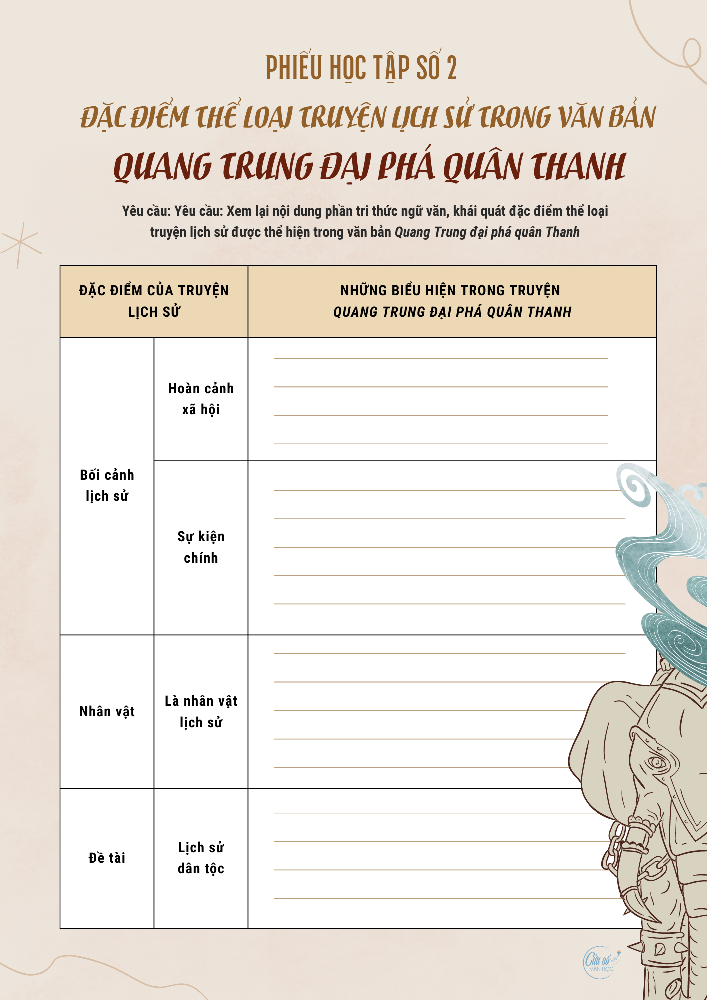 PHIẾU HỌC TẬP SỐ 2
ĐẶC ĐIỂM THỂ LOẠI TRUYỆN LỊCH SỬ TRONG VĂN BẢN
QUANG TRUNG ĐẠI PHÁ QUÂN THANH
Yêu cầu: Yêu cầu: Xem lại nội dung phần tri thức ngữ văn, khái quát đặc điểm thể loại
truyện lịch sử được thể hiện trong văn bản Quang Trung đại phá quân Thanh
ĐẶC ĐIỂM CỦA TRUYỆN
LỊCH SỬ
NHỮNG BIỂU HIỆN TRONG TRUYỆN
QUANG TRUNG ĐẠI PHÁ QUÂN THANH
Bối cảnh
lịch sử
Hoàn cảnh
xã hội
Sự kiện
chính
Nhân vật
Là nhân vật
lịch sử
Đề tài
Lịch sử
dân tộc
Cửa sổ
VĂN HỌC